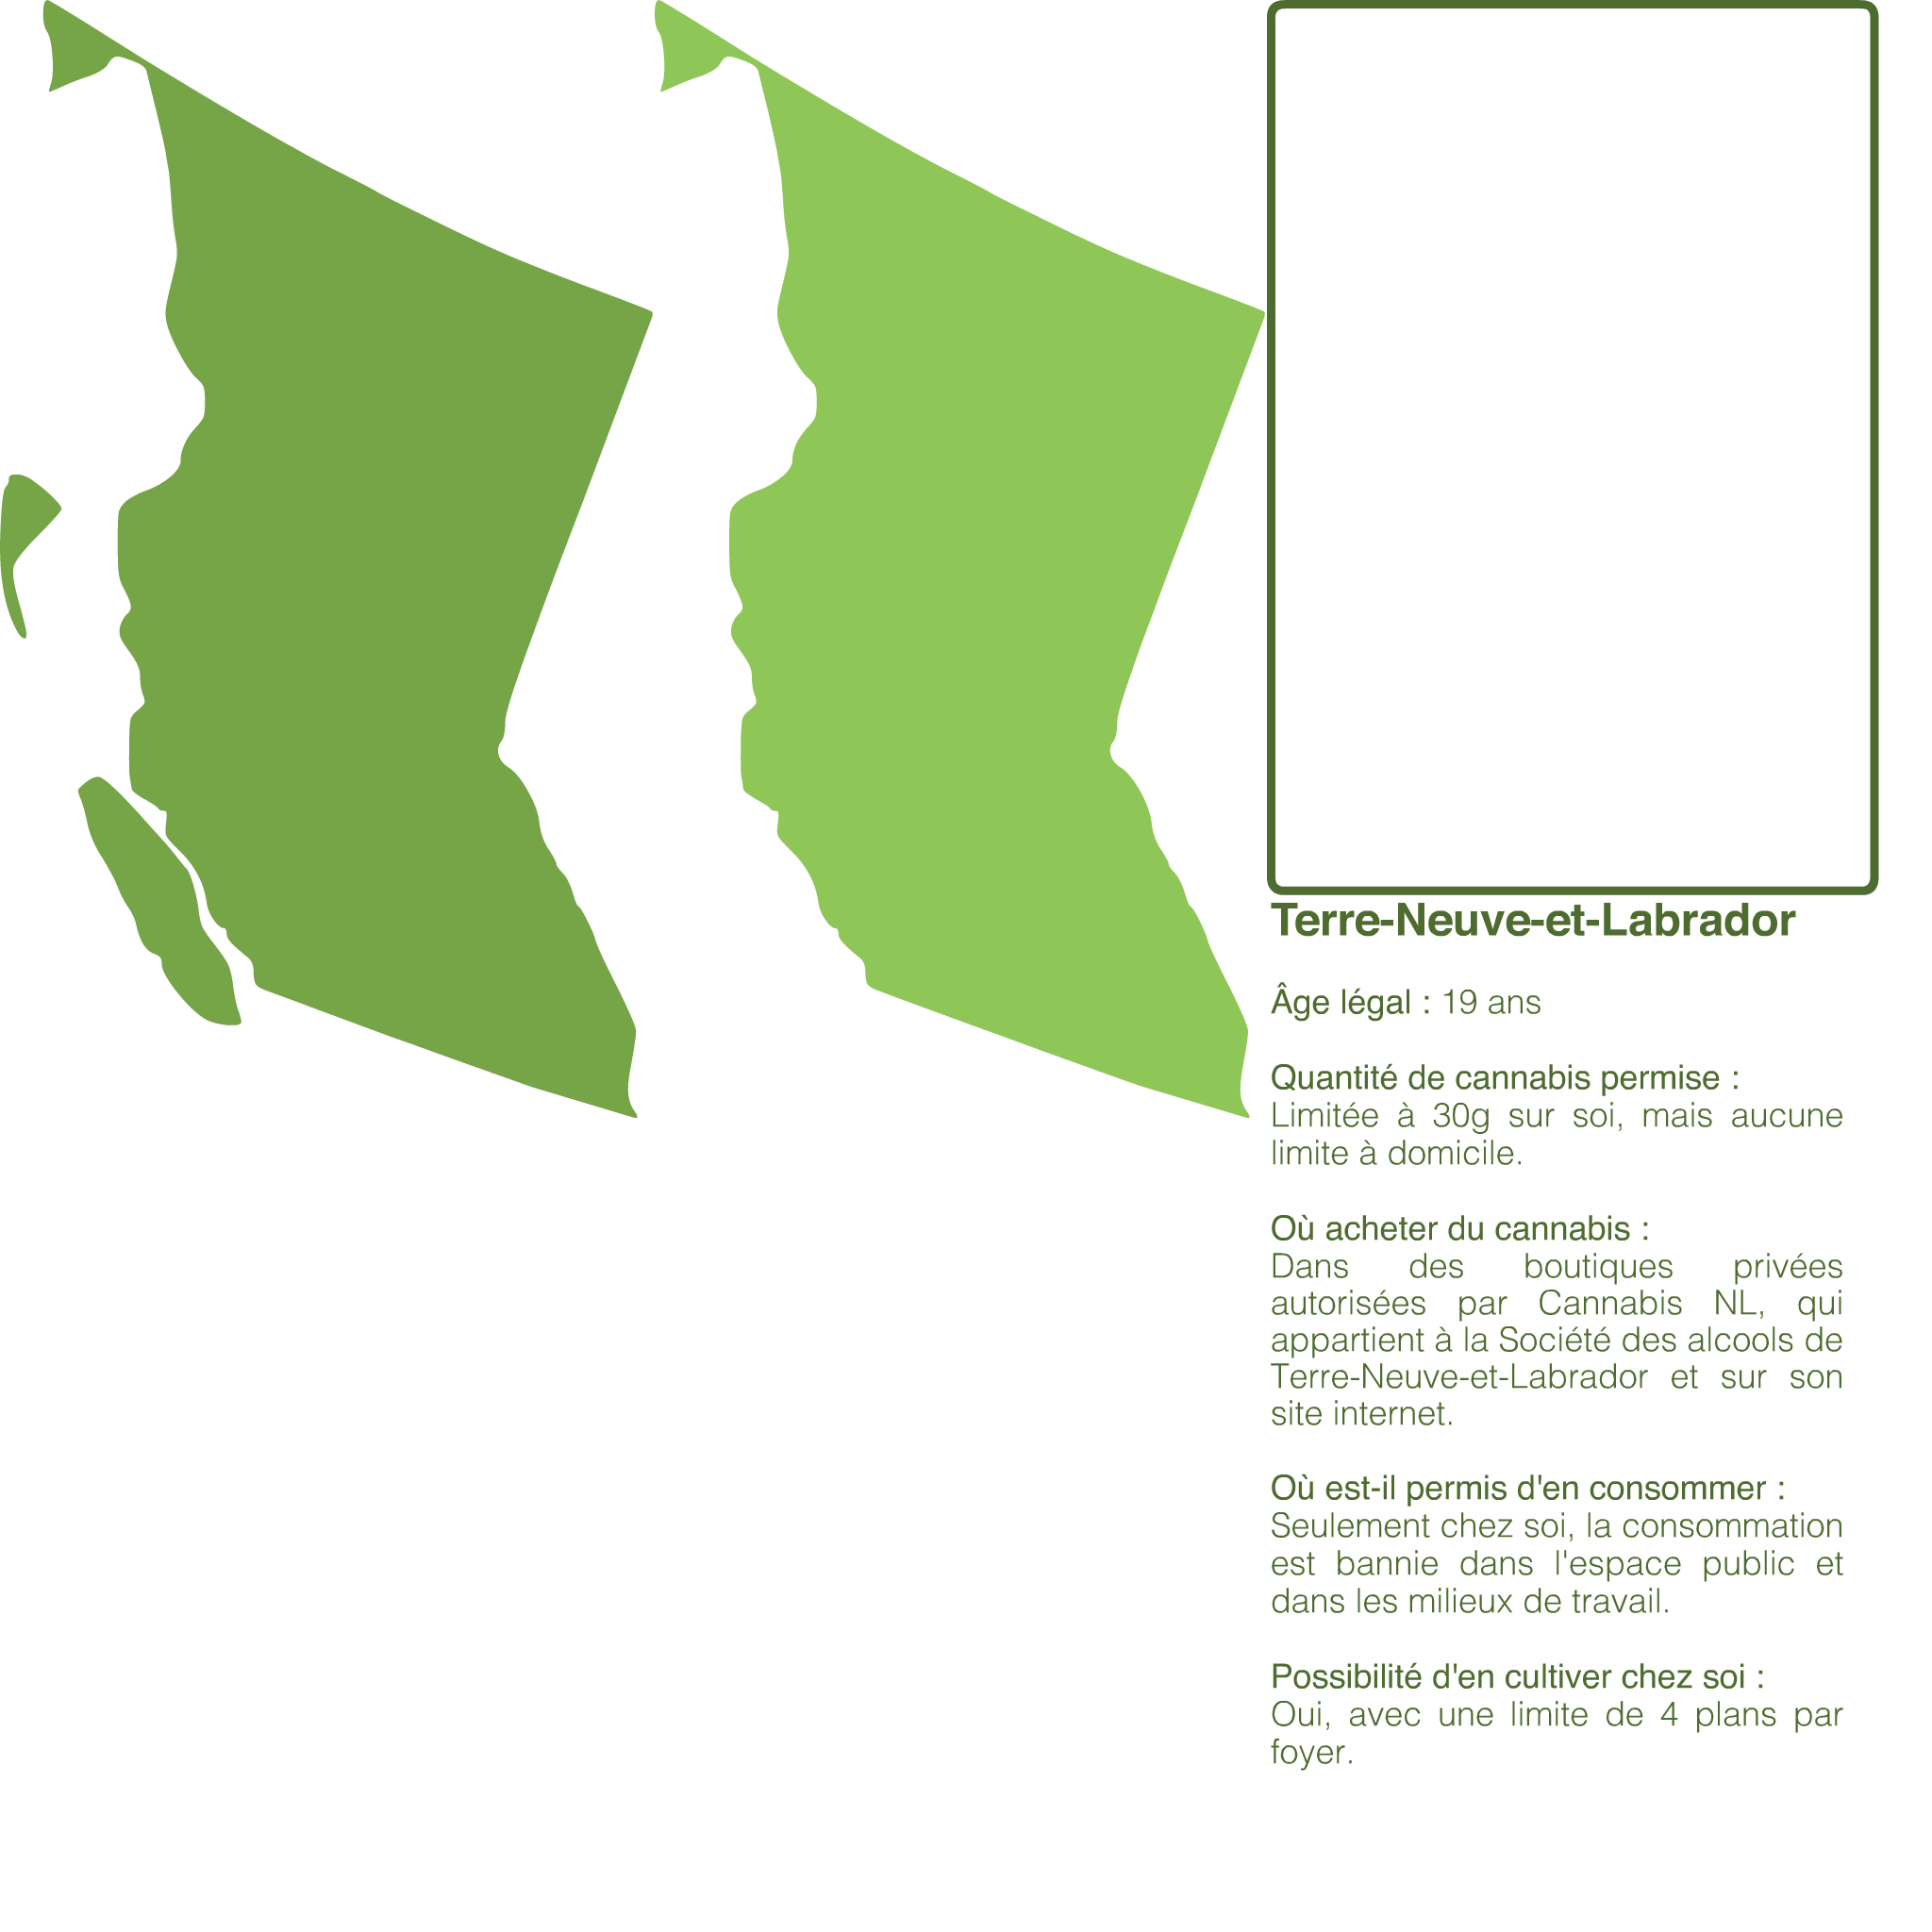 Terre-Neuve-et-Labrador
Âge légal : 19 ans
Quantité de cannabis permise :
Limitée à 30g sur soi, mais aucune
limite à domicile.
Où acheter du cannabis :
Dans des boutiques privées
autorisées par Cannabis NL, qui
appartient à la Société des alcools de
Terre-Neuve-et-Labrador et sur son
site internet.
Où est-il permis d'en consommer :
Seulement chez soi, la consommation
est bannie dans l'espace public et
dans les milieux de travail.
Possibilité d'en cultiver chez soi :
Oui, avec une limite de 4 plans par
foyer.